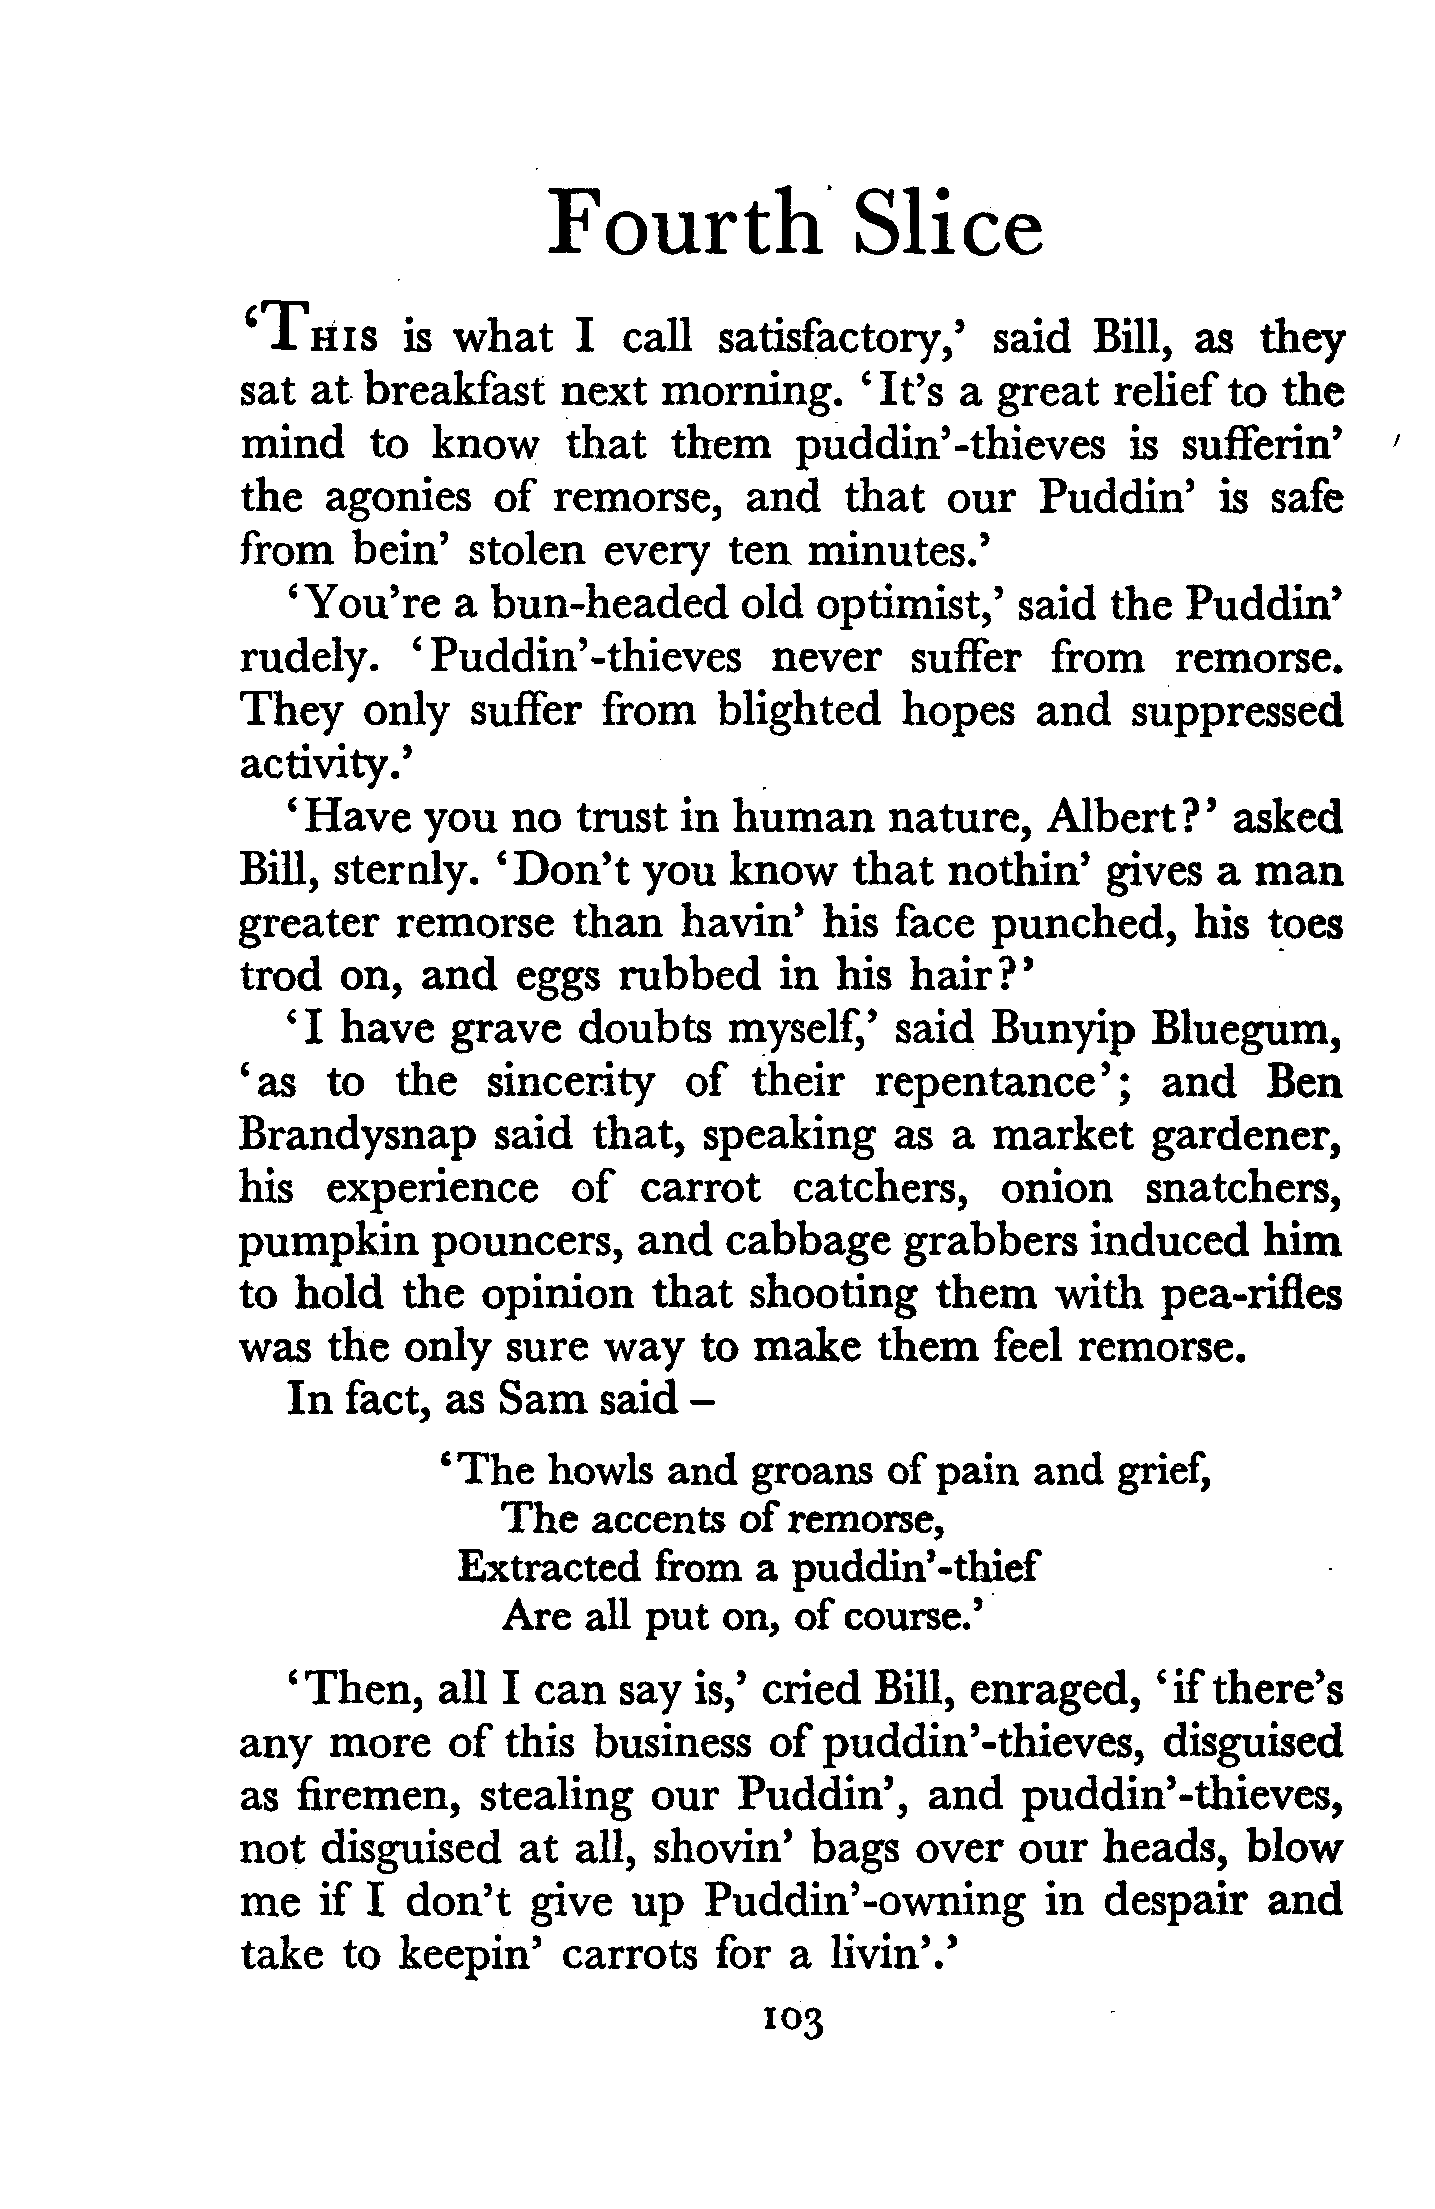 Fourth Slice
‘THIS is what I call satisfactory,’ said Bill, as they
sat at breakfast next morning. ‘It’s a great relief to the
mind to know that them puddin’-thieves is sufferin’
the agonies of remorse, and that our Puddin’ is safe
from bein’ stolen every ten minutes.’
‘You’re a bun-headed old optimist,’ said the Puddin’
rudely. ‘Puddin’-thieves never suffer from remorse.
They only suffer from blighted hopes and suppressed
activity.’
‘Have you no trust in human nature, Albert?’ asked
Bill, sternly. ‘Don’t you know that nothin’ gives a man
greater remorse than havin’ his face punched, his toes
trod on, and eggs rubbed in his hair?’
‘I have grave doubts myself,’ said Bunyip Bluegum,
‘as to the sincerity of their repentance’; and Ben
Brandysnap said that, speaking as a market gardener,
his experience of carrot catchers, onion snatchers,
pumpkin pouncers, and cabbage grabbers induced him
to hold the opinion that shooting them with pea-rifles
was the only sure way to make them feel remorse.
In fact, as Sam said –
‘The howls and groans of pain and grief,
The accents of remorse,
Extracted from a puddin’-thief
Are all put on, of course.’
‘Then, all I can say is,’ cried Bill, enraged, ‘if there’s
any more of this business of puddin’-thieves, disguised
as firemen, stealing our Puddin’, and puddin’-thieves,
not disguised at all, shovin’ bags over our heads, blow
me if I don’t give up Puddin’-owning in despair and
take to keepin’ carrots for a livin’.’
103